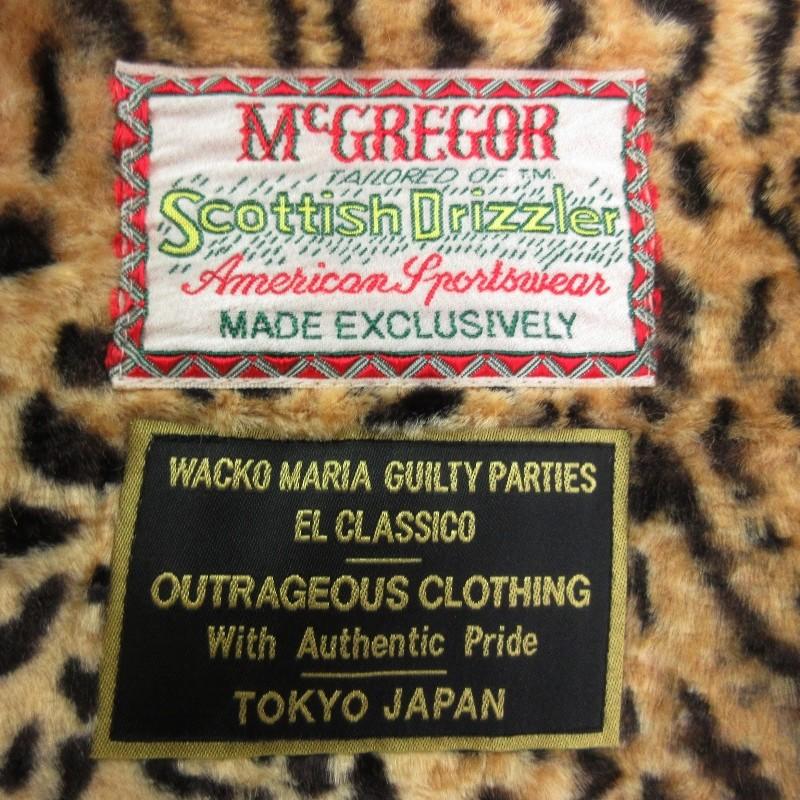 McGREGOR
TAILORED OF T.M.
Scottish Drizzler
American Sportswear
MADE EXCLUSIVELY
WACKO MARIA GUILTY PARTIES
EL CLASSICO
OUTRAGEOUS CLOTHING
With Authentic Pride
TOKYO JAPAN